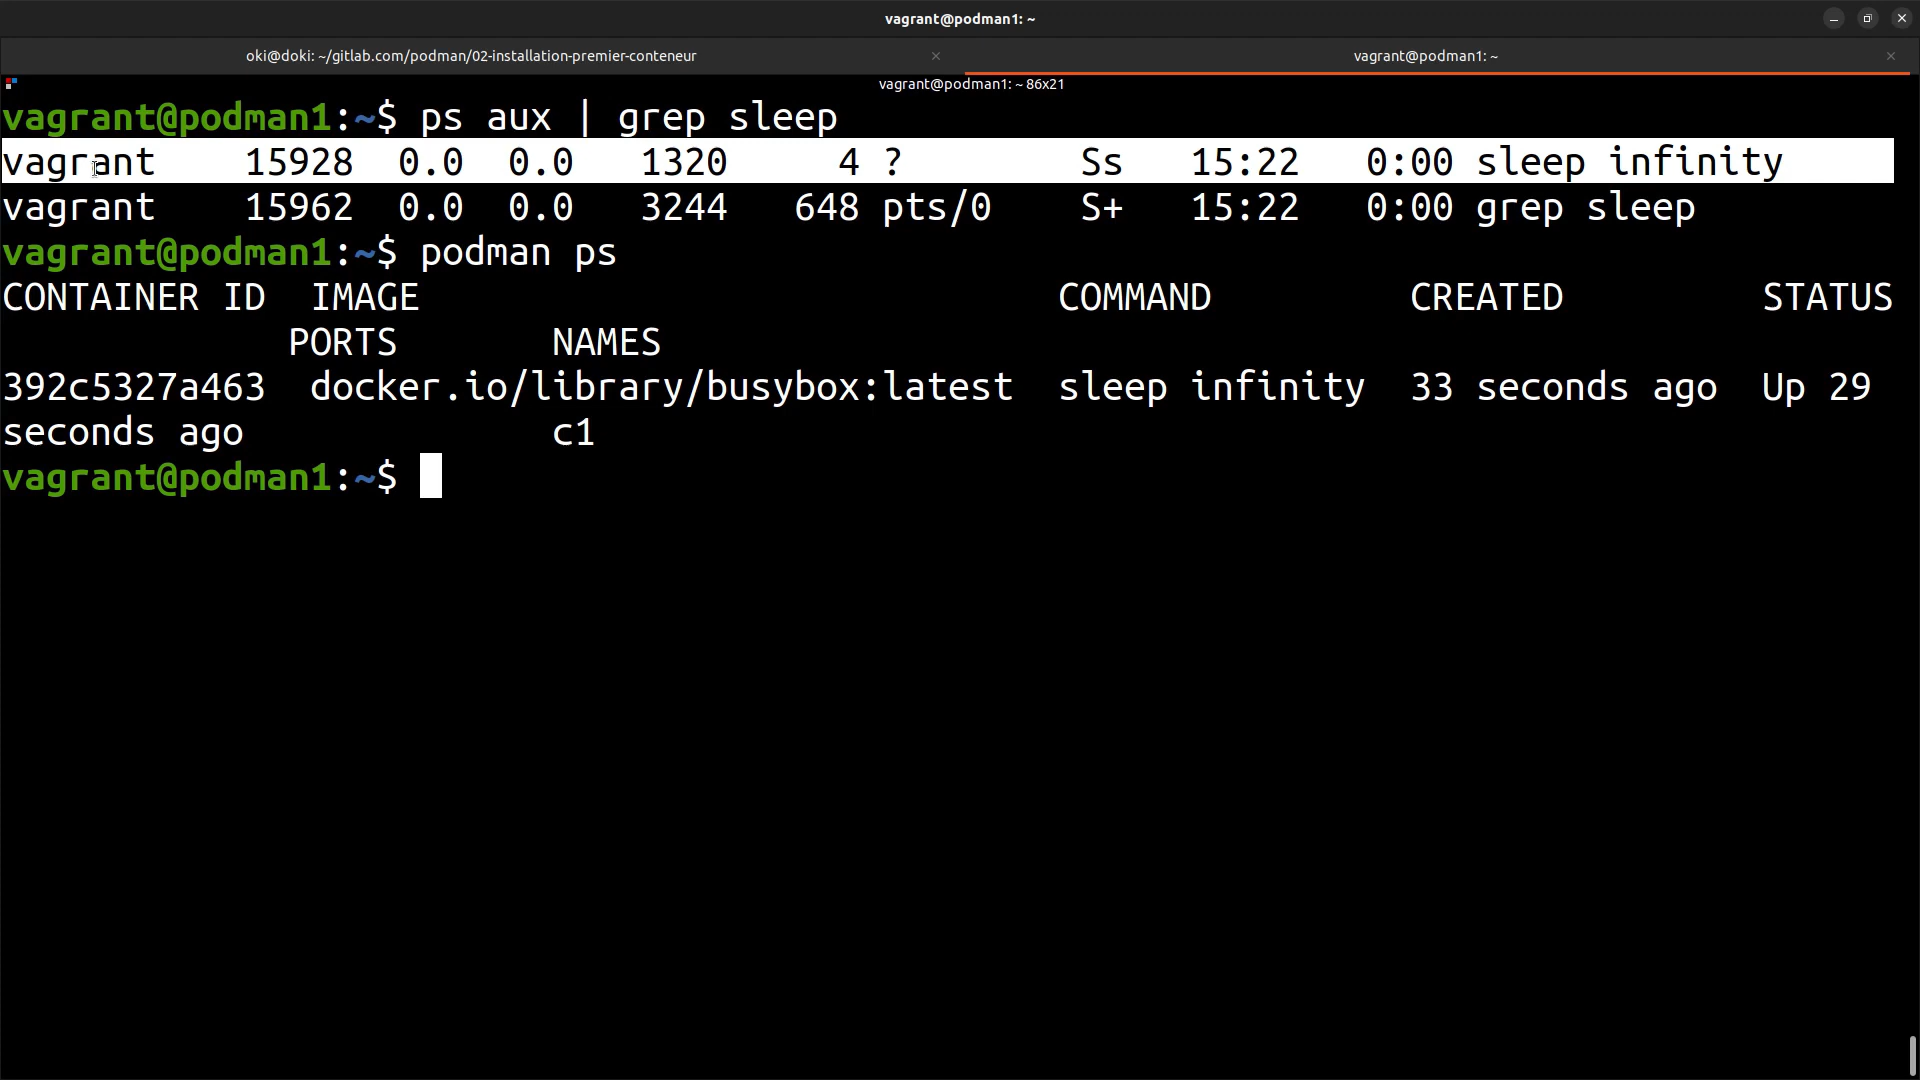 vagrant@podman1: ~
oki@doki: ~/gitlab.com/podman/02-installation-premier-conteneur
vagrant@podman1: ~
vagrant@podman1: ~ 86x21
vagrant@podman1:~$ ps aux | grep sleep
vagrant    15928  0.0  0.0   1320     4 ?        Ss   15:22   0:00 sleep infinity
vagrant    15962  0.0  0.0   3244   648 pts/0    S+   15:22   0:00 grep sleep
vagrant@podman1:~$ podman ps
CONTAINER ID  IMAGE                             COMMAND         CREATED         STATUS
             PORTS       NAMES
392c5327a463  docker.io/library/busybox:latest  sleep infinity  33 seconds ago  Up 29
seconds ago              c1
vagrant@podman1:~$